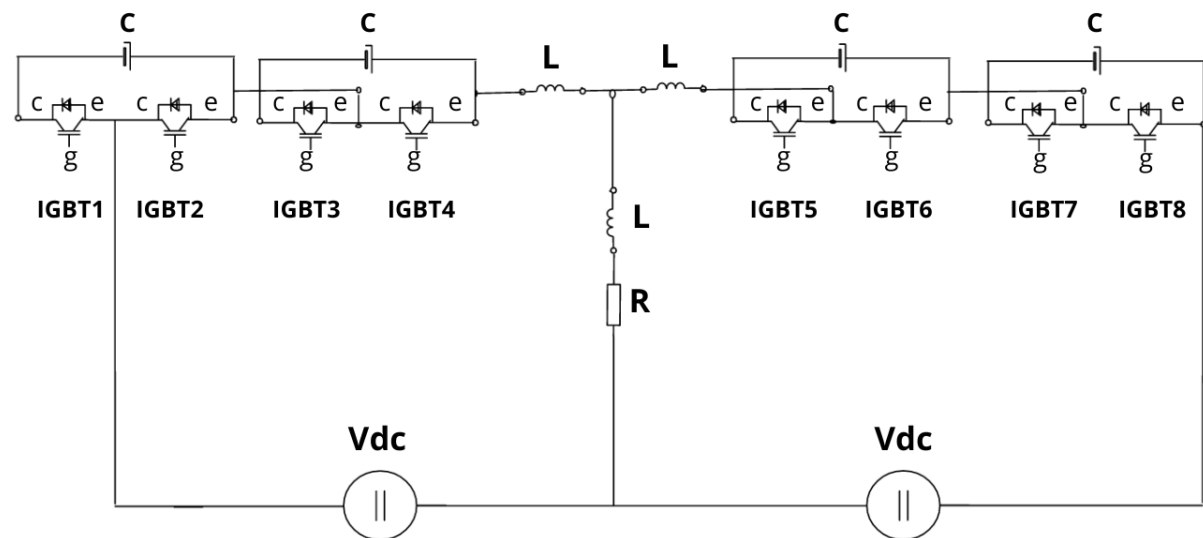 C C C C
L L
c e c e c e c e c e c e c e c e
g g g g g g g g
IGBT1 IGBT2 IGBT3 IGBT4 IGBT5 IGBT6 IGBT7 IGBT8
L
R
Vdc Vdc